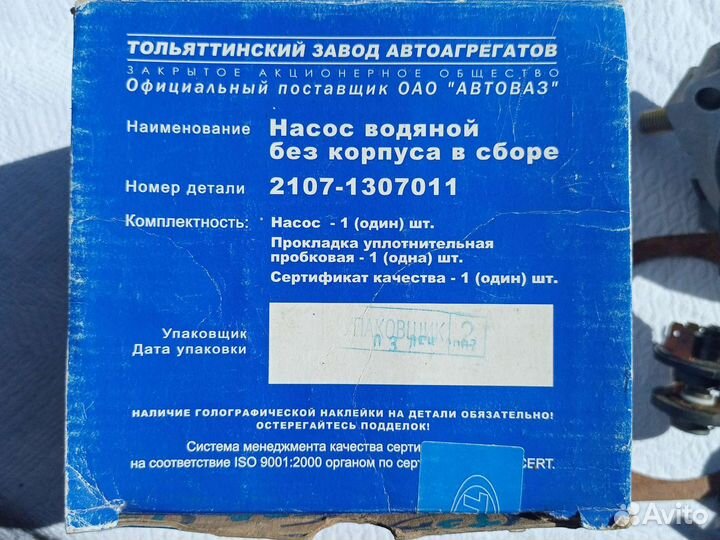 ТОЛЬЯТТИНСКИЙ ЗАВОД АВТОАГРЕГАТОВ
ЗАКРЫТОЕ АКЦИОНЕРНОЕ ОБЩЕСТВО
Официальный поставщик ОАО "АВТОВАЗ"
Наименование Насос водяной
без корпуса в сборе
Номер детали 2107-1307011
Комплектность: Насос - 1 (один) шт.
Прокладка уплотнительная
пробковая - 1 (одна) шт.
Сертификат качества - 1 (один) шт.
Упаковщик
Дата упаковки
УПАКОВЩИК 2
НАЛИЧИЕ ГОЛОГРАФИЧЕСКОЙ НАКЛЕЙКИ НА ДЕТАЛИ ОБЯЗАТЕЛЬНО!
ОСТЕРЕГАЙТЕСЬ ПОДДЕЛОК!
Система менеджмента качества серти
на соответствие ISO 9001:2000 органом по серт CERT.
Avito